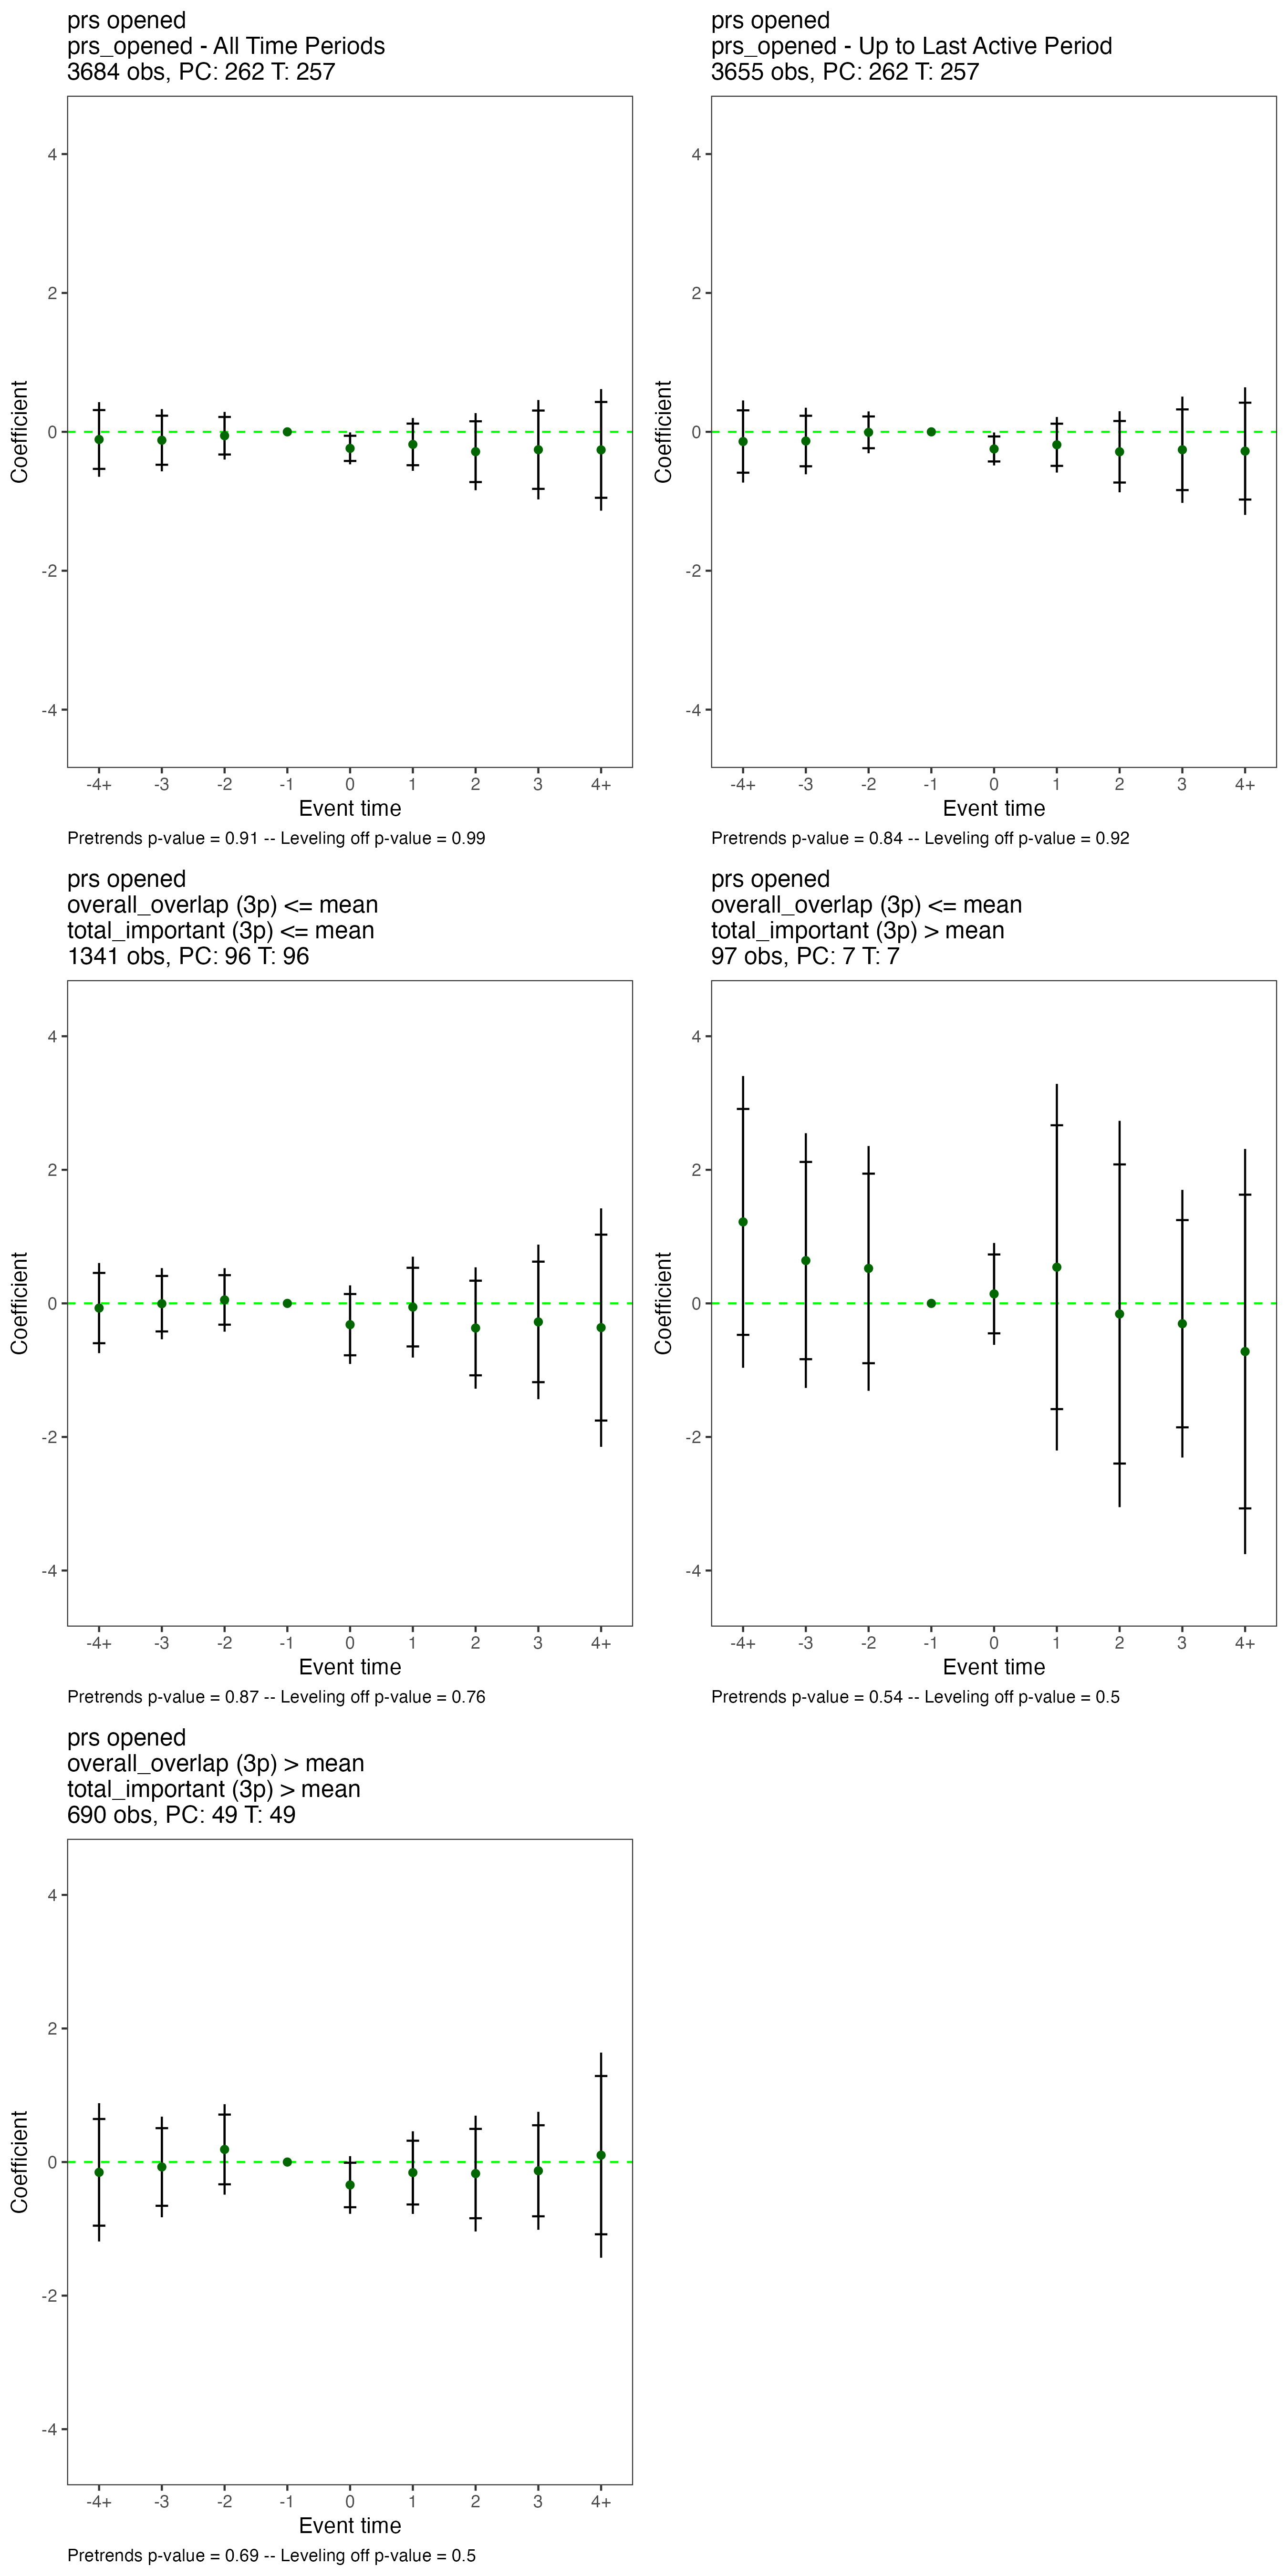 prs opened
prs_opened - All Time Periods
3684 obs, PC: 262 T: 257
4
2
0
-2
-4
Coefficient
-4+ -3 -2 -1 0 1 2 3 4+
Event time
Pretrends p-value = 0.91 -- Leveling off p-value = 0.99
prs opened
prs_opened - Up to Last Active Period
3655 obs, PC: 262 T: 257
4
2
0
-2
-4
Coefficient
-4+ -3 -2 -1 0 1 2 3 4+
Event time
Pretrends p-value = 0.84 -- Leveling off p-value = 0.92
prs opened
overall_overlap (3p) <= mean
total_important (3p) <= mean
1341 obs, PC: 96 T: 96
4
2
0
-2
-4
Coefficient
-4+ -3 -2 -1 0 1 2 3 4+
Event time
Pretrends p-value = 0.87 -- Leveling off p-value = 0.76
prs opened
overall_overlap (3p) <= mean
total_important (3p) > mean
97 obs, PC: 7 T: 7
4
2
0
-2
-4
Coefficient
-4+ -3 -2 -1 0 1 2 3 4+
Event time
Pretrends p-value = 0.54 -- Leveling off p-value = 0.5
prs opened
overall_overlap (3p) > mean
total_important (3p) > mean
690 obs, PC: 49 T: 49
4
2
0
-2
-4
Coefficient
-4+ -3 -2 -1 0 1 2 3 4+
Event time
Pretrends p-value = 0.69 -- Leveling off p-value = 0.5